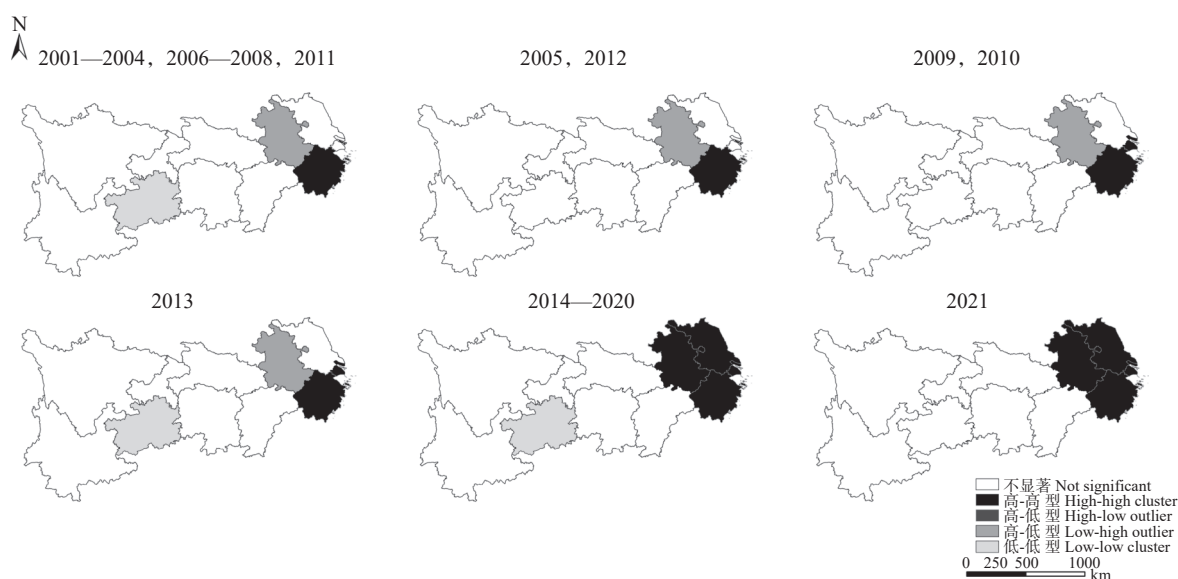 N
2001—2004，2006—2008，2011
2005，2012
2009，2010
2013
2014—2020
2021
不显著 Not significant
高-高 型 High-high cluster
高-低 型 High-low outlier
高-低 型 Low-high outlier
低-低 型 Low-low cluster
0 250 500 1000
km